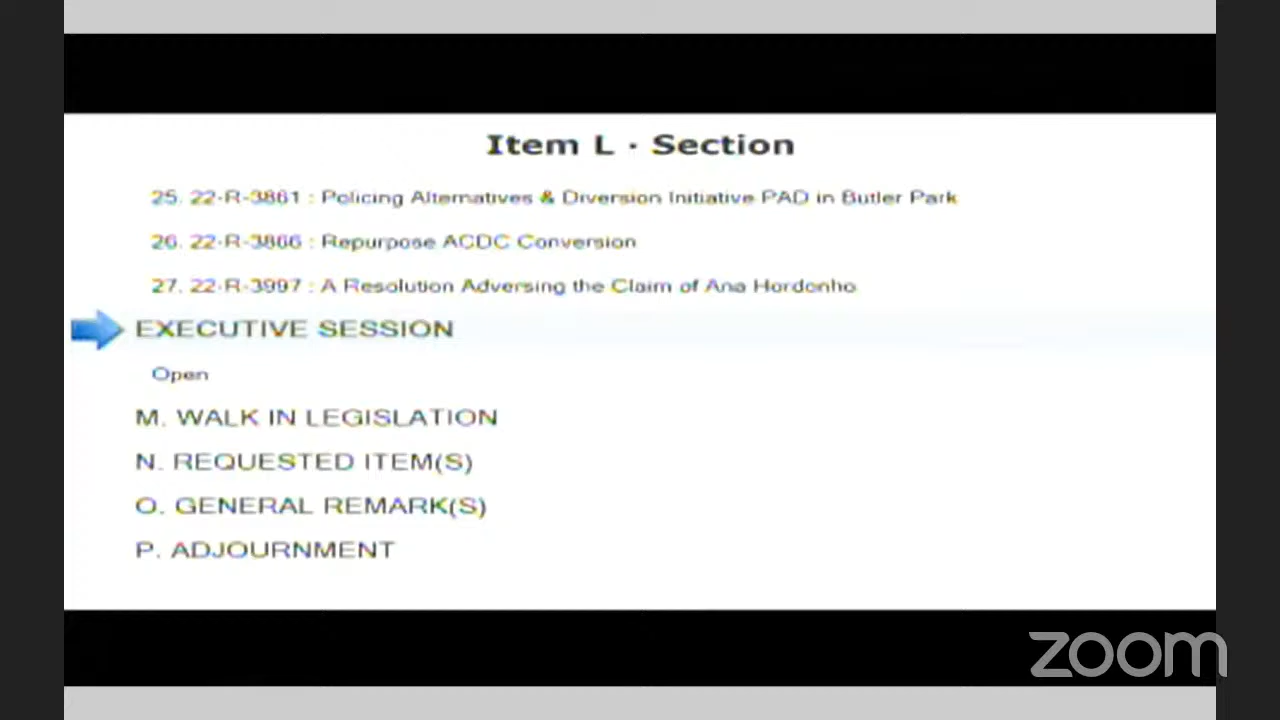 Item L · Section
25. 22-R-3861 : Policing Alternatives & Diversion Initiative PAD in Butler Park
26. 22-R-3866 : Repurpose ACDC Conversion
27. 22-R-3997 : A Resolution Adversing the Claim of Ana Hordonho
EXECUTIVE SESSION
Open
M. WALK IN LEGISLATION
N. REQUESTED ITEM(S)
O. GENERAL REMARK(S)
P. ADJOURNMENT
zoom